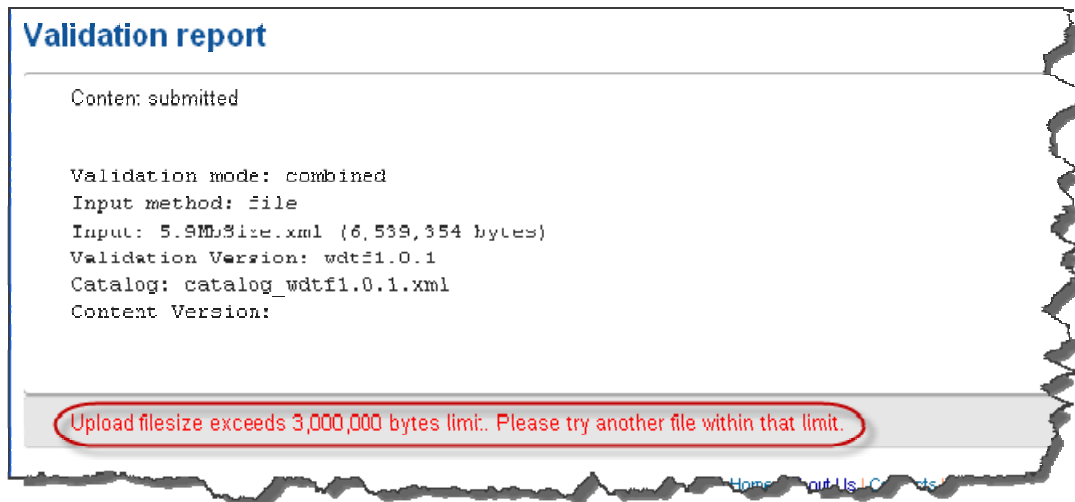 Validation report
Content submitted
Validation mode: combined
Input method: file
Input: 5.9MbSize.xml (6,539,354 bytes)
Validation Version: wdtf1.0.1
Catalog: catalog_wdtf1.0.1.xml
Content Version:
Upload filesize exceeds 3,000,000 bytes limit. Please try another file within that limit.
Home